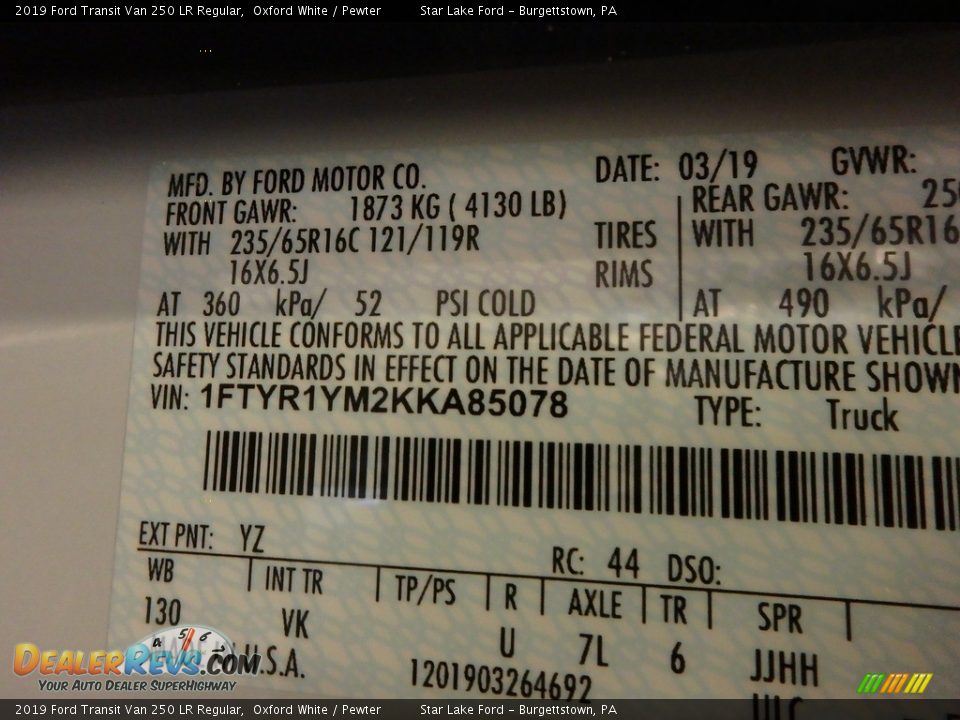 2019 Ford Transit Van 250 LR Regular, Oxford White / Pewter Star Lake Ford - Burgettstown, PA
MFD. BY FORD MOTOR CO. DATE: 03/19 GVWR:
FRONT GAWR: 1873 KG ( 4130 LB) REAR GAWR: 250
WITH 235/65R16C 121/119R TIRES WITH 235/65R16
16X6.5J RIMS 16X6.5J
AT 360 kPa/ 52 PSI COLD AT 490 kPa/
THIS VEHICLE CONFORMS TO ALL APPLICABLE FEDERAL MOTOR VEHICLE
SAFETY STANDARDS IN EFFECT ON THE DATE OF MANUFACTURE SHOWN
VIN: 1FTYR1YM2KKA85078 TYPE: Truck
EXT PNT: YZ RC: 44 DSO:
WB INT TR TP/PS R AXLE TR SPR
130 VK U 7L 6 JJHH
U.S.A. 1201903264692
4 5 6
DEALERREVS.COM
YOUR AUTO DEALER SUPERHIGHWAY
2019 Ford Transit Van 250 LR Regular, Oxford White / Pewter Star Lake Ford - Burgettstown, PA